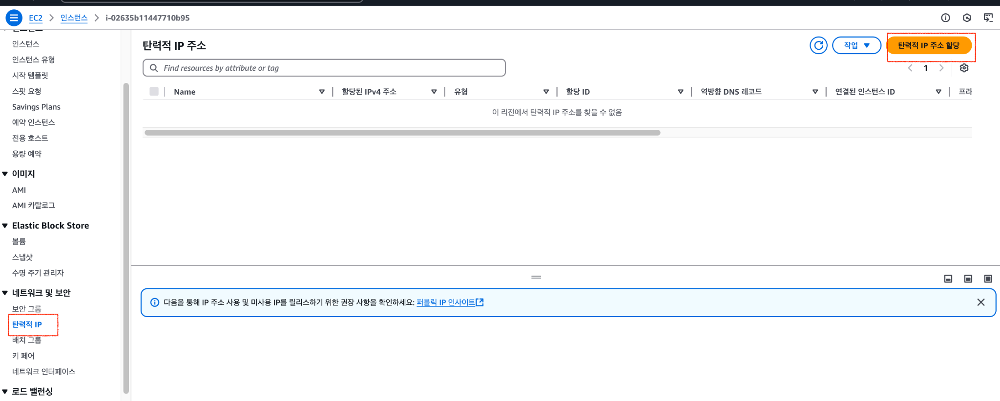 EC2 > 인스턴스 > i-02635b11447710b95
인스턴스
인스턴스 유형
시작 템플릿
스팟 요청
Savings Plans
예약 인스턴스
전용 호스트
용량 예약
이미지
AMI
AMI 카탈로그
Elastic Block Store
볼륨
스냅샷
수명 주기 관리자
네트워크 및 보안
보안 그룹
탄력적 IP
배치 그룹
키 페어
네트워크 인터페이스
로드 밸런싱
탄력적 IP 주소
작업
탄력적 IP 주소 할당
Find resources by attribute or tag
1
Name 할당된 IPv4 주소 유형 할당 ID 역방향 DNS 레코드 연결된 인스턴스 ID 프라
이 리전에서 탄력적 IP 주소를 찾을 수 없음
다음을 통해 IP 주소 사용 및 미사용 IP를 릴리스하기 위한 권장 사항을 확인하세요: 퍼블릭 IP 인사이트